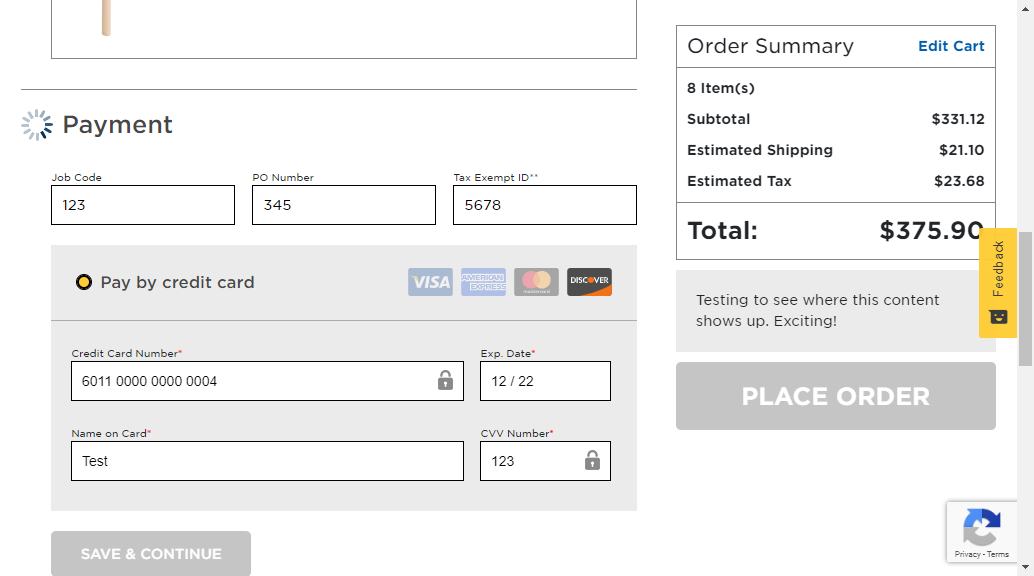 Order Summary Edit Cart
8 Item(s)
Subtotal $331.12
Estimated Shipping $21.10
Estimated Tax $23.68
Total: $375.90
Feedback
Testing to see where this content
shows up. Exciting!
PLACE ORDER
Payment
Job Code PO Number Tax Exempt ID**
123 345 5678
Pay by credit card VISA AMERICAN EXPRESS mastercard DISCOVER
Credit Card Number* Exp. Date*
6011 0000 0000 0004 12 / 22
Name on Card* CVV Number*
Test 123
SAVE & CONTINUE
Privacy - Terms